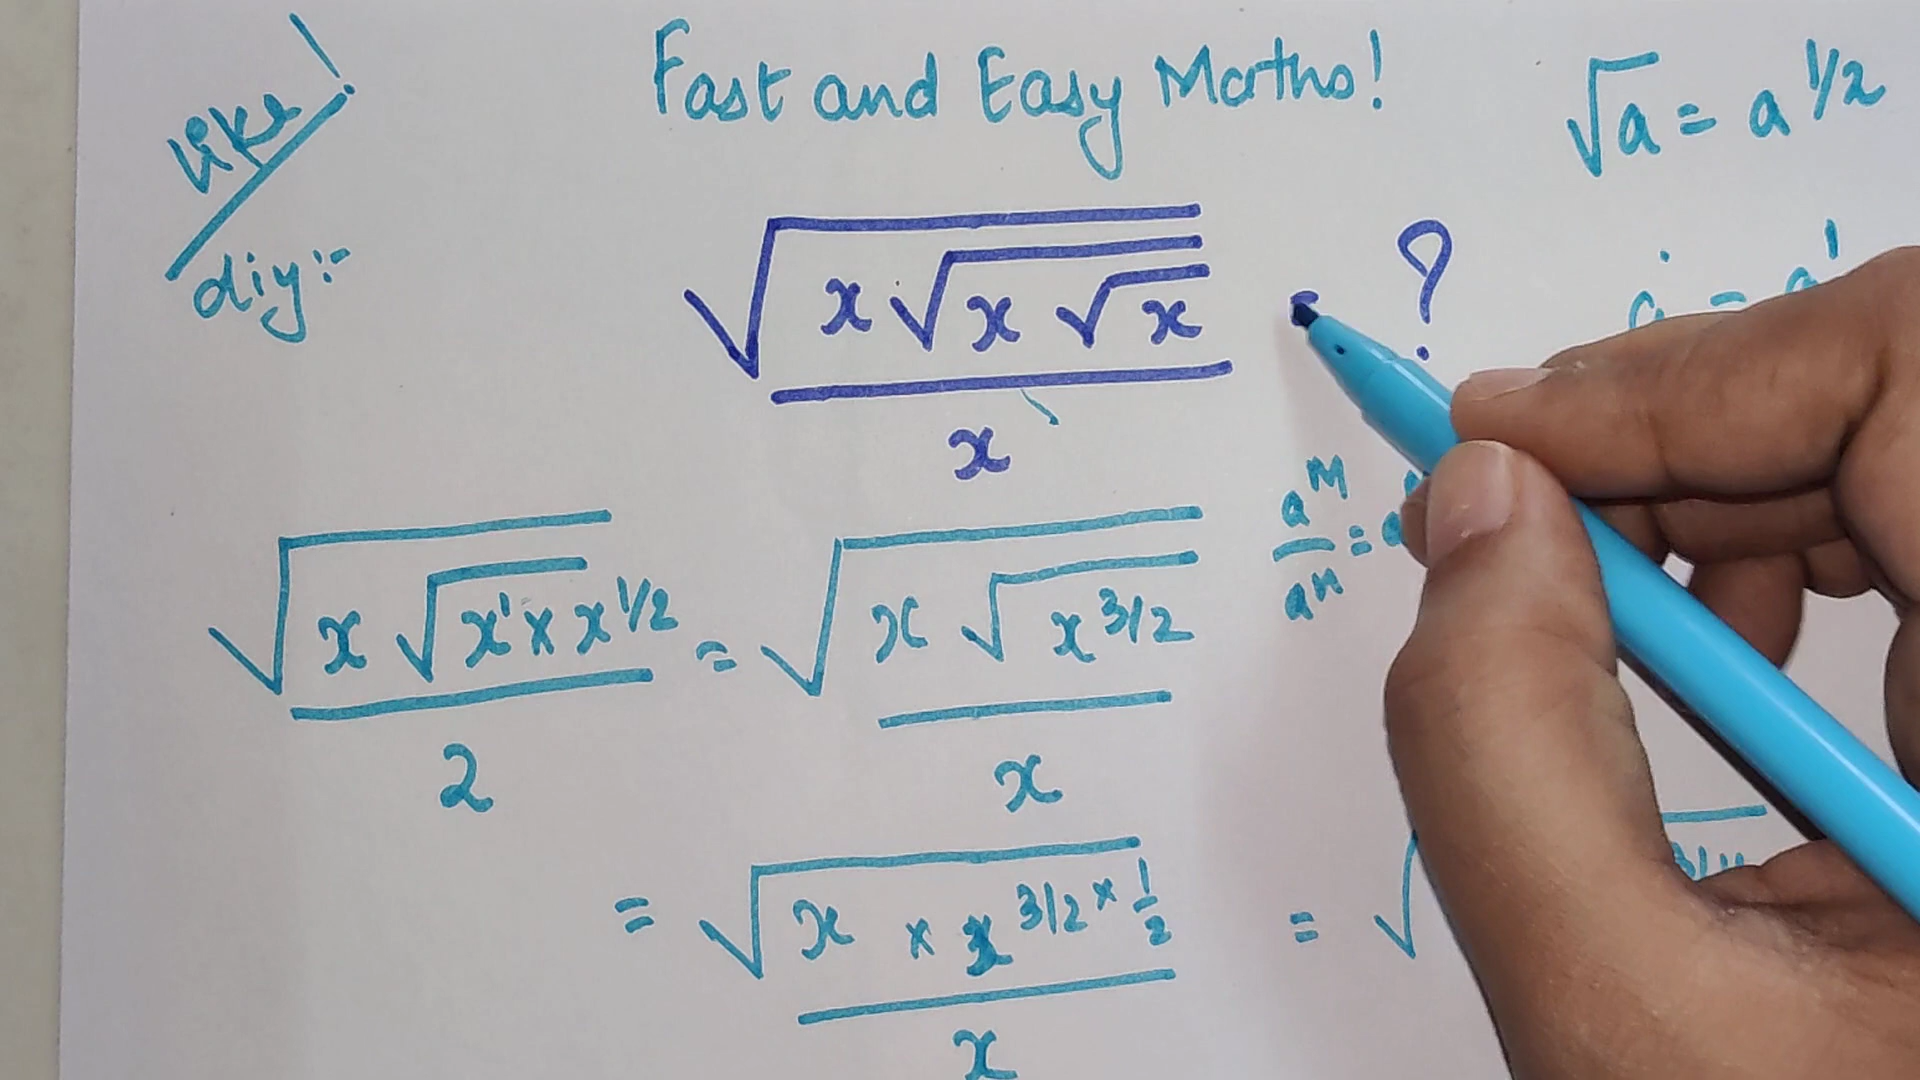 Like!
Fast and Easy Maths!
√a = a^1/2
diy:-
√(x√(x√x)) / x = ?
a^m / a^n =
√(x√(x^1 × x^1/2)) / 2 = √(x√(x^3/2)) / x
= √(x × x^3/2 × 1/2) / x = √